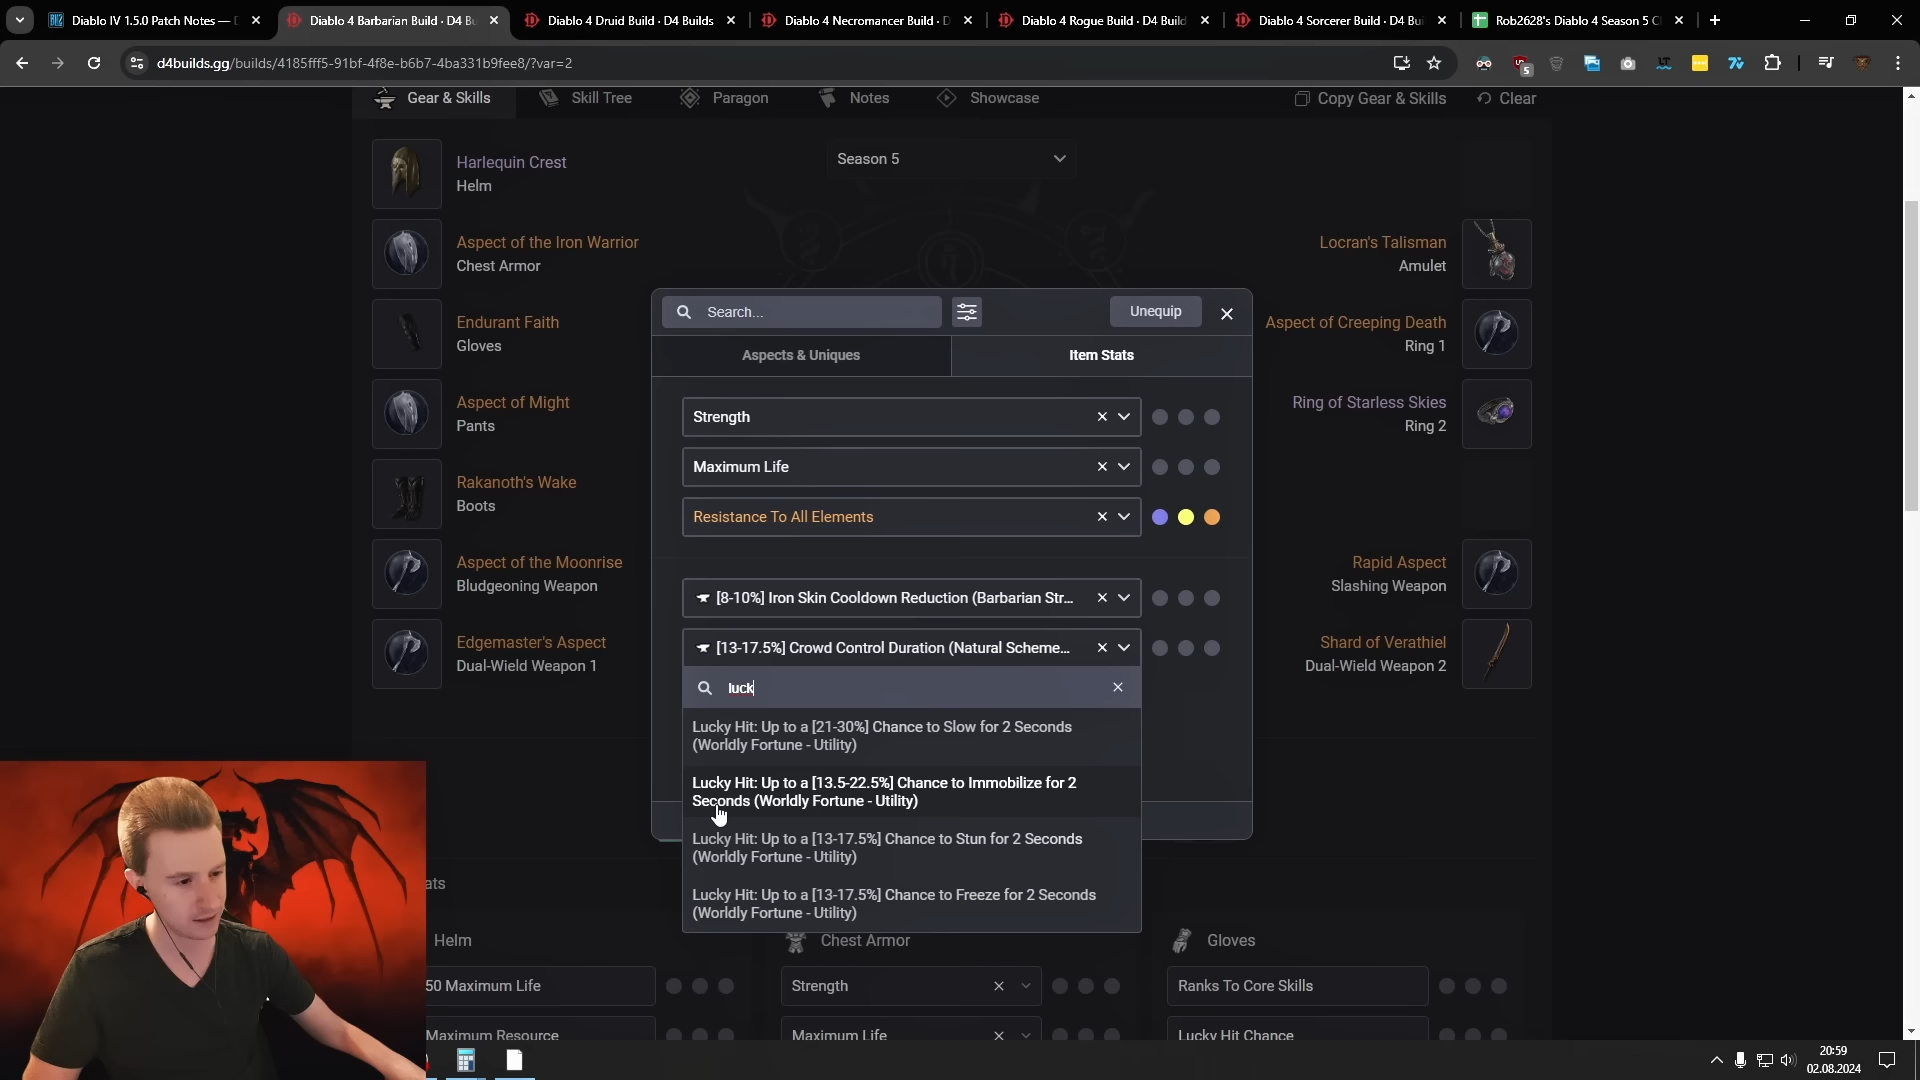 Diablo IV 1.5.0 Patch Notes —
Diablo 4 Barbarian Build · D4 Bu
Diablo 4 Druid Build · D4 Builds
Diablo 4 Necromancer Build · D
Diablo 4 Rogue Build · D4 Build
Diablo 4 Sorcerer Build · D4 Bui
Rob2628's Diablo 4 Season 5 C
d4builds.gg/builds/4185fff5-91bf-4f8e-b6b7-4ba331b9fee8/?var=2
5
Gear & Skills
Skill Tree
Paragon
Notes
Showcase
Copy Gear & Skills
Clear
Season 5
Harlequin Crest
Helm
Aspect of the Iron Warrior
Chest Armor
Endurant Faith
Gloves
Aspect of Might
Pants
Rakanoth's Wake
Boots
Aspect of the Moonrise
Bludgeoning Weapon
Edgemaster's Aspect
Dual-Wield Weapon 1
Locran's Talisman
Amulet
Aspect of Creeping Death
Ring 1
Ring of Starless Skies
Ring 2
Rapid Aspect
Slashing Weapon
Shard of Verathiel
Dual-Wield Weapon 2
Search...
Unequip
Aspects & Uniques
Item Stats
Strength
Maximum Life
Resistance To All Elements
[8-10%] Iron Skin Cooldown Reduction (Barbarian Str...
[13-17.5%] Crowd Control Duration (Natural Scheme...
luck
Lucky Hit: Up to a [21-30%] Chance to Slow for 2 Seconds
(Worldly Fortune - Utility)
Lucky Hit: Up to a [13.5-22.5%] Chance to Immobilize for 2
Seconds (Worldly Fortune - Utility)
Lucky Hit: Up to a [13-17.5%] Chance to Stun for 2 Seconds
(Worldly Fortune - Utility)
Lucky Hit: Up to a [13-17.5%] Chance to Freeze for 2 Seconds
(Worldly Fortune - Utility)
ats
Helm
Chest Armor
Gloves
50 Maximum Life
Strength
Ranks To Core Skills
Maximum Resource
Maximum Life
Lucky Hit Chance
20:59
02.08.2024